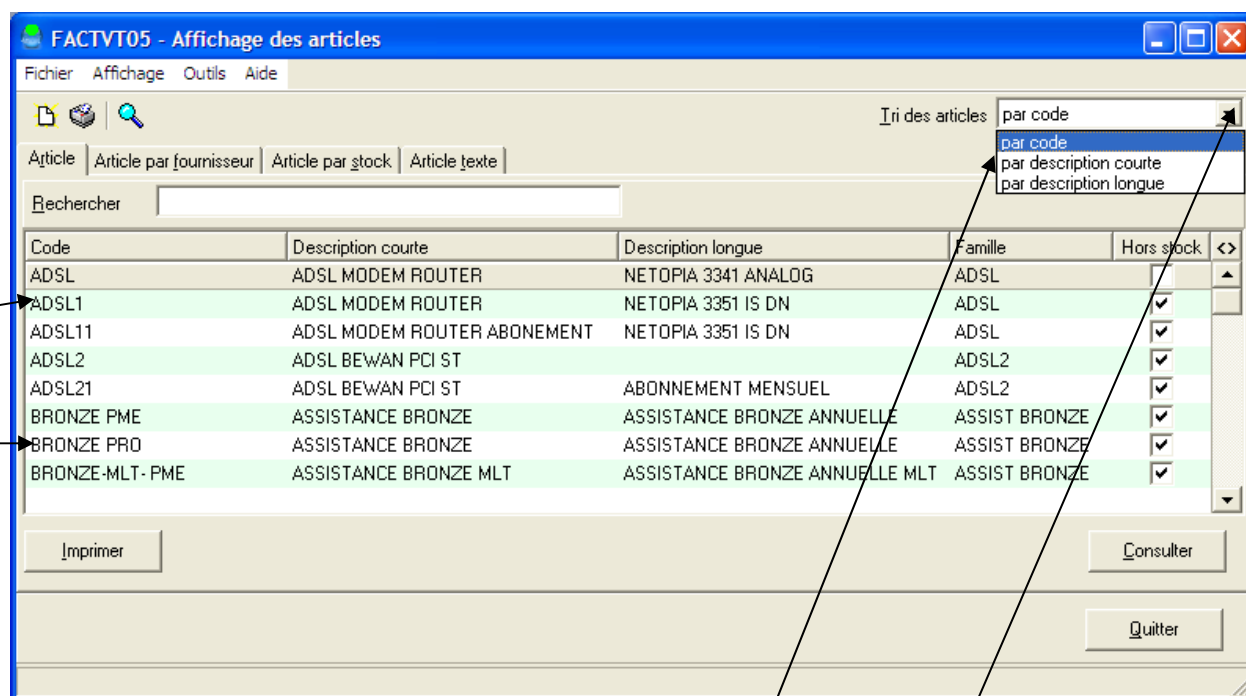 FACTVT05 - Affichage des articles
Fichier Affichage Outils Aide
Tri des articles par code
par code
par description courte
par description longue
Article Article par fournisseur Article par stock Article texte
Rechercher
Code Description courte Description longue Famille Hors stock <>
ADSL ADSL MODEM ROUTER NETOPIA 3341 ANALOG ADSL
ADSL1 ADSL MODEM ROUTER NETOPIA 3351 IS DN ADSL
ADSL11 ADSL MODEM ROUTER ABONEMENT NETOPIA 3351 IS DN ADSL
ADSL2 ADSL BEWAN PCI ST ADSL2
ADSL21 ADSL BEWAN PCI ST ABONNEMENT MENSUEL ADSL2
BRONZE PME ASSISTANCE BRONZE ASSISTANCE BRONZE ANNUELLE ASSIST BRONZE
BRONZE PRO ASSISTANCE BRONZE ASSISTANCE BRONZE ANNUELLE ASSIST BRONZE
BRONZE-MLT- PME ASSISTANCE BRONZE MLT ASSISTANCE BRONZE ANNUELLE MLT ASSIST BRONZE
Imprimer Consulter
Quitter